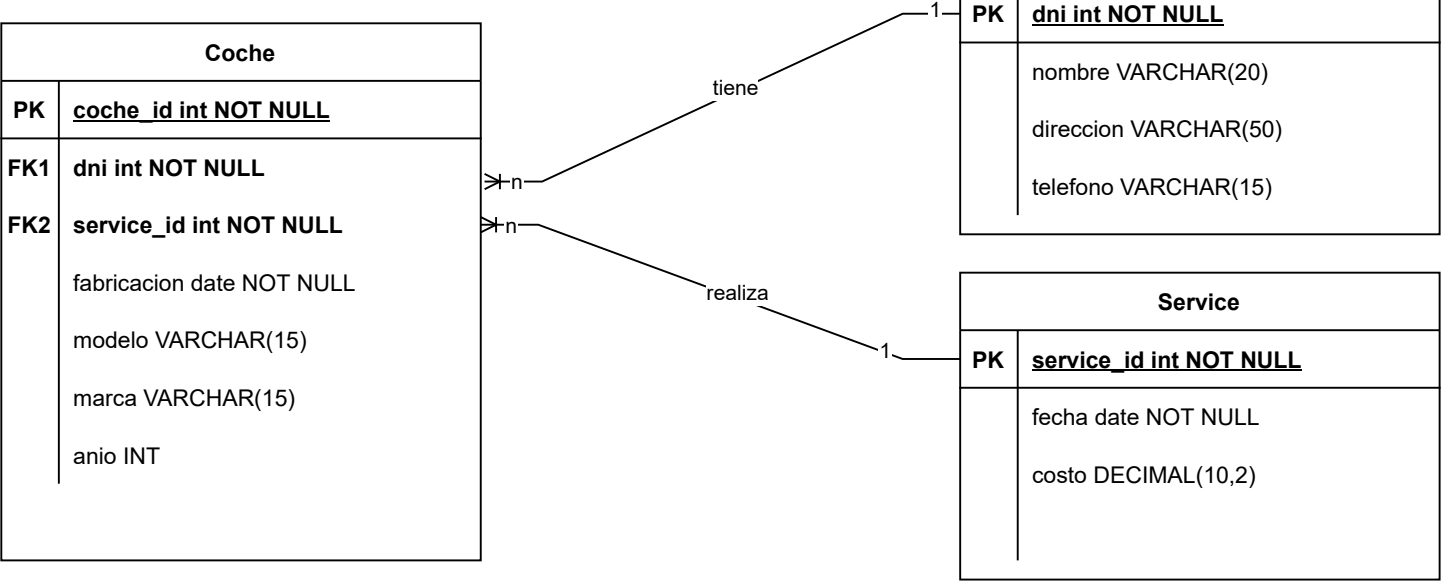 Coche
PK coche_id int NOT NULL
FK1 dni int NOT NULL
FK2 service_id int NOT NULL
fabricacion date NOT NULL
modelo VARCHAR(15)
marca VARCHAR(15)
anio INT
n
tiene
1
n
realiza
1
PK dni int NOT NULL
nombre VARCHAR(20)
direccion VARCHAR(50)
telefono VARCHAR(15)
Service
PK service_id int NOT NULL
fecha date NOT NULL
costo DECIMAL(10,2)